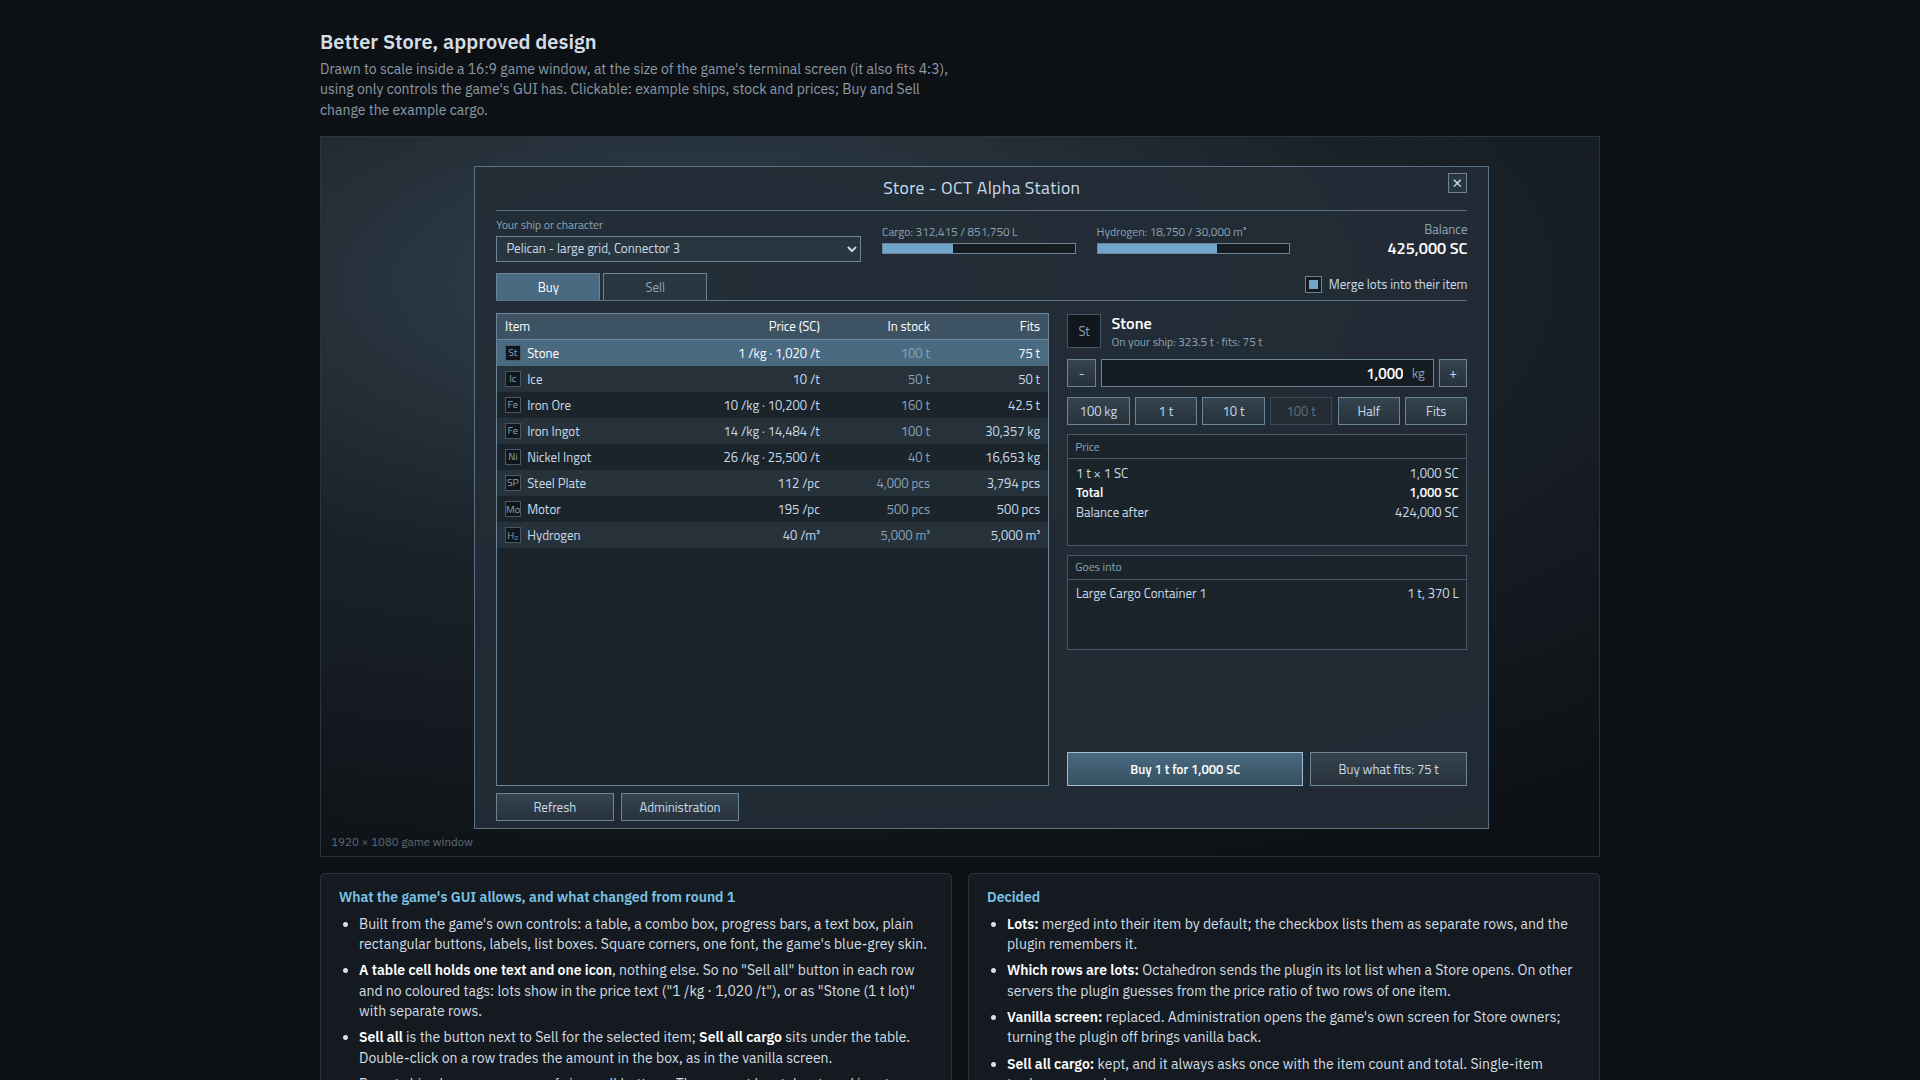 Better Store, approved design
Drawn to scale inside a 16:9 game window, at the size of the game's terminal screen (it also fits 4:3),
using only controls the game's GUI has. Clickable: example ships, stock and prices; Buy and Sell
change the example cargo.
Store - OCT Alpha Station
✕
Your ship or character
Pelican - large grid, Connector 3
Cargo: 312,415 / 851,750 L
Hydrogen: 18,750 / 30,000 m³
Balance
425,000 SC
Buy
Sell
Merge lots into their item
Item Price (SC) In stock Fits
St Stone 1 /kg · 1,020 /t 100 t 75 t
Ic Ice 10 /t 50 t 50 t
Fe Iron Ore 10 /kg · 10,200 /t 160 t 42.5 t
Fe Iron Ingot 14 /kg · 14,484 /t 100 t 30,357 kg
Ni Nickel Ingot 26 /kg · 25,500 /t 40 t 16,653 kg
SP Steel Plate 112 /pc 4,000 pcs 3,794 pcs
Mo Motor 195 /pc 500 pcs 500 pcs
H₂ Hydrogen 40 /m³ 5,000 m³ 5,000 m³
St
Stone
On your ship: 323.5 t · fits: 75 t
- 1,000 kg +
100 kg 1 t 10 t 100 t Half Fits
Price
1 t × 1 SC 1,000 SC
Total 1,000 SC
Balance after 424,000 SC
Goes into
Large Cargo Container 1 1 t, 370 L
Buy 1 t for 1,000 SC
Buy what fits: 75 t
Refresh
Administration
1920 × 1080 game window
What the game's GUI allows, and what changed from round 1
• Built from the game's own controls: a table, a combo box, progress bars, a text box, plain
rectangular buttons, labels, list boxes. Square corners, one font, the game's blue-grey skin.
• A table cell holds one text and one icon, nothing else. So no "Sell all" button in each row
and no coloured tags: lots show in the price text ("1 /kg · 1,020 /t"), or as "Stone (1 t lot)"
with separate rows.
• Sell all is the button next to Sell for the selected item; Sell all cargo sits under the table.
Double-click on a row trades the amount in the box, as in the vanilla screen.
Decided
• Lots: merged into their item by default; the checkbox lists them as separate rows, and the
plugin remembers it.
• Which rows are lots: Octahedron sends the plugin its lot list when a Store opens. On other
servers the plugin guesses from the price ratio of two rows of one item.
• Vanilla screen: replaced. Administration opens the game's own screen for Store owners;
turning the plugin off brings vanilla back.
• Sell all cargo: kept, and it always asks once with the item count and total. Single-item